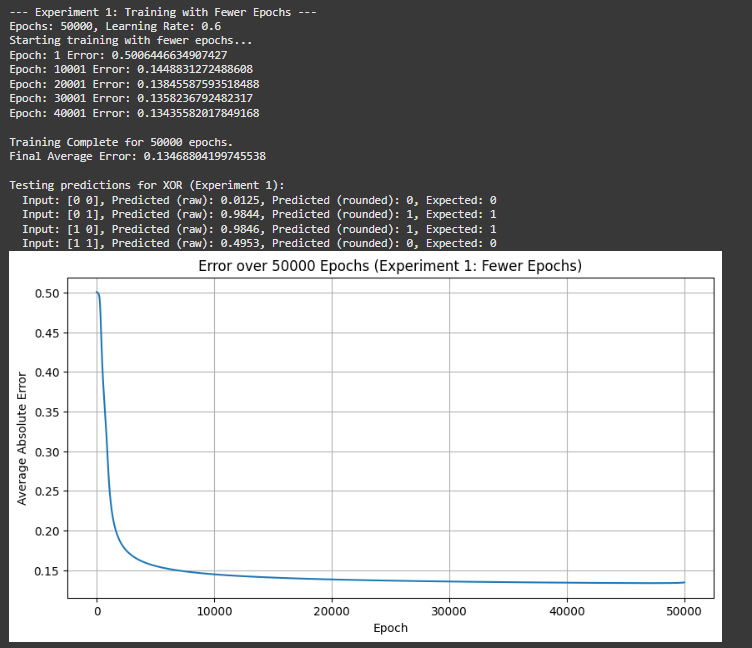 --- Experiment 1: Training with Fewer Epochs ---
Epochs: 50000, Learning Rate: 0.6
Starting training with fewer epochs...
Epoch: 1 Error: 0.5006446634907427
Epoch: 10001 Error: 0.1448831272488608
Epoch: 20001 Error: 0.13845587593518488
Epoch: 30001 Error: 0.1358236792482317
Epoch: 40001 Error: 0.13435582017849168
Training Complete for 50000 epochs.
Final Average Error: 0.13468804199745538
Testing predictions for XOR (Experiment 1):
Input: [0 0], Predicted (raw): 0.0125, Predicted (rounded): 0, Expected: 0
Input: [0 1], Predicted (raw): 0.9844, Predicted (rounded): 1, Expected: 1
Input: [1 0], Predicted (raw): 0.9846, Predicted (rounded): 1, Expected: 1
Input: [1 1], Predicted (raw): 0.4953, Predicted (rounded): 0, Expected: 0
Error over 50000 Epochs (Experiment 1: Fewer Epochs)
Average Absolute Error
0.50
0.45
0.40
0.35
0.30
0.25
0.20
0.15
0 10000 20000 30000 40000 50000
Epoch